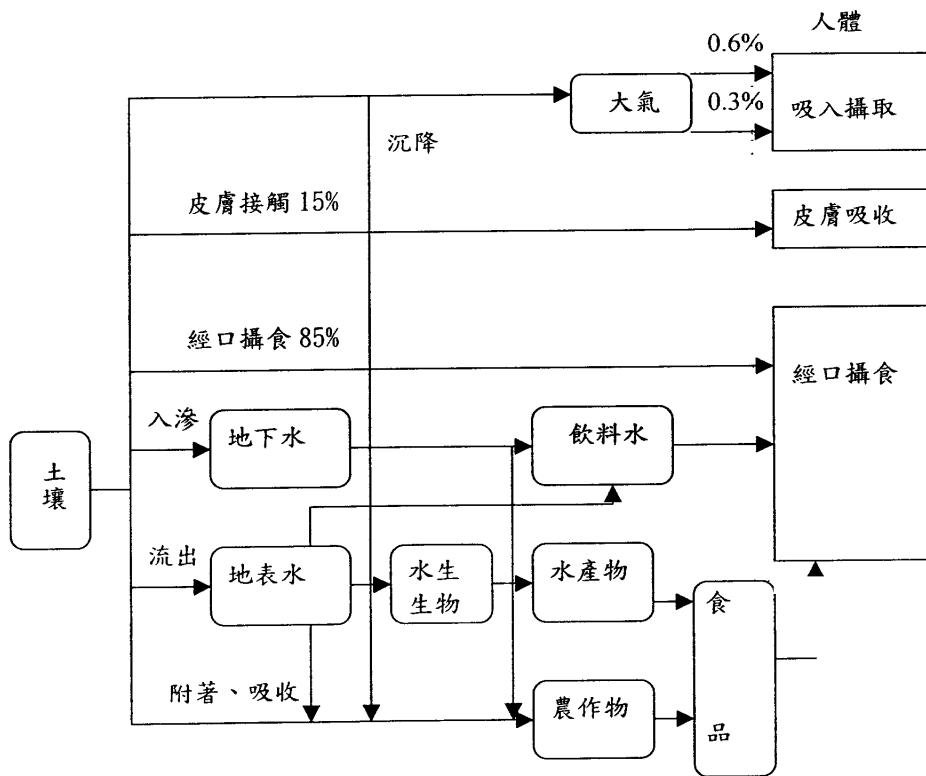 人體
0.6%
大氣
0.3%
吸入攝取
沉降
皮膚接觸 15%
皮膚吸收
經口攝食 85%
經口攝食
入滲
地下水
飲料水
土
壤
流出
地表水
水生
生物
水產物
食
附著、吸收
農作物
品